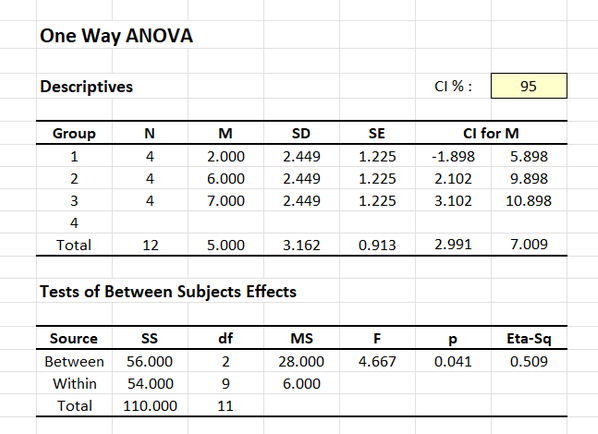 One Way ANOVA
Descriptives CI % : 95
Group N M SD SE CI for M
1 4 2.000 2.449 1.225 -1.898 5.898
2 4 6.000 2.449 1.225 2.102 9.898
3 4 7.000 2.449 1.225 3.102 10.898
4
Total 12 5.000 3.162 0.913 2.991 7.009
Tests of Between Subjects Effects
Source SS df MS F p Eta-Sq
Between 56.000 2 28.000 4.667 0.041 0.509
Within 54.000 9 6.000
Total 110.000 11